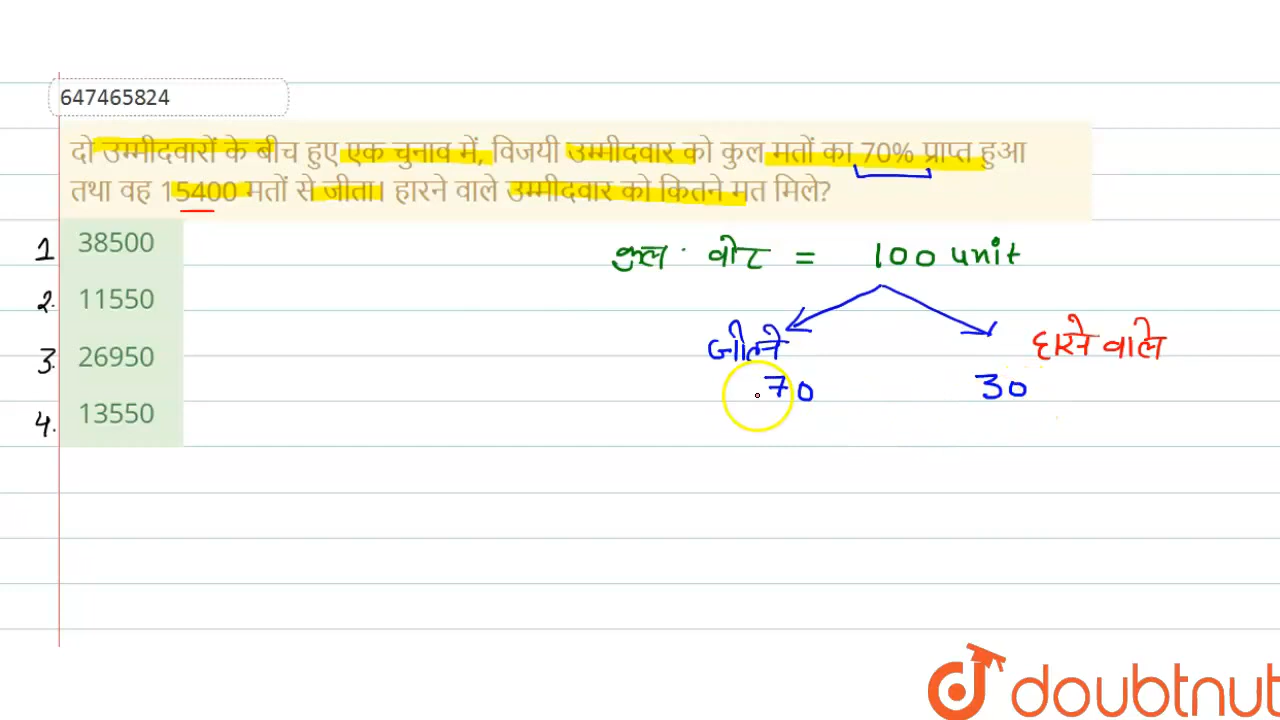 647465824
दो उम्मीदवारों के बीच हुए एक चुनाव में, विजयी उम्मीदवार को कुल मतों का 70% प्राप्त हुआ
तथा वह 15400 मतों से जीता। हारने वाले उम्मीदवार को कितने मत मिले?
1 38500
2. 11550
3. 26950
4. 13550
कुल वोट = 100 unit
जीतने हारने वाले
70 30
doubtnut